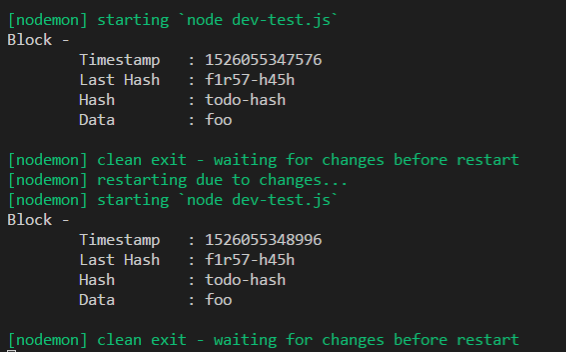 [nodemon] starting `node dev-test.js`
Block -
        Timestamp   : 1526055347576
        Last Hash   : f1r57-h45h
        Hash        : todo-hash
        Data        : foo

[nodemon] clean exit - waiting for changes before restart
[nodemon] restarting due to changes...
[nodemon] starting `node dev-test.js`
Block -
        Timestamp   : 1526055348996
        Last Hash   : f1r57-h45h
        Hash        : todo-hash
        Data        : foo

[nodemon] clean exit - waiting for changes before restart